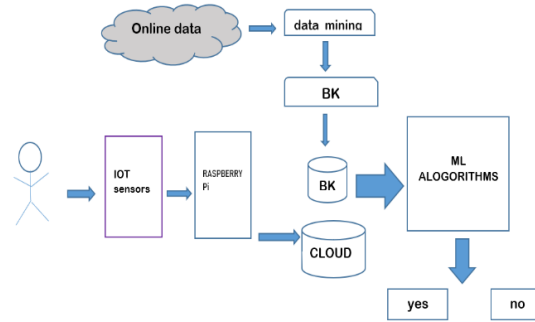 Online data
data mining
BK
IOT
sensors
RASPBERRY
Pi
BK
ML
ALOGORITHMS
CLOUD
yes
no